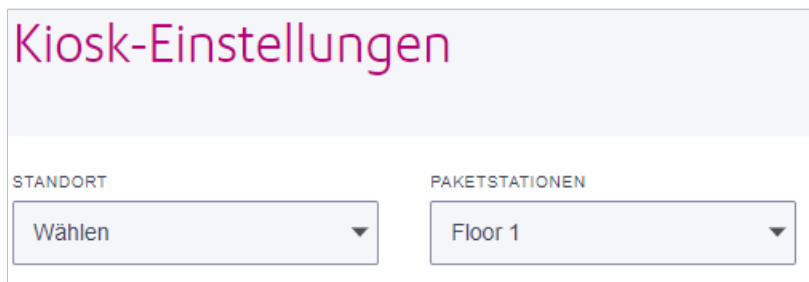 Kiosk-Einstellungen
STANDORT
PAKETSTATIONEN
Wählen
Floor 1